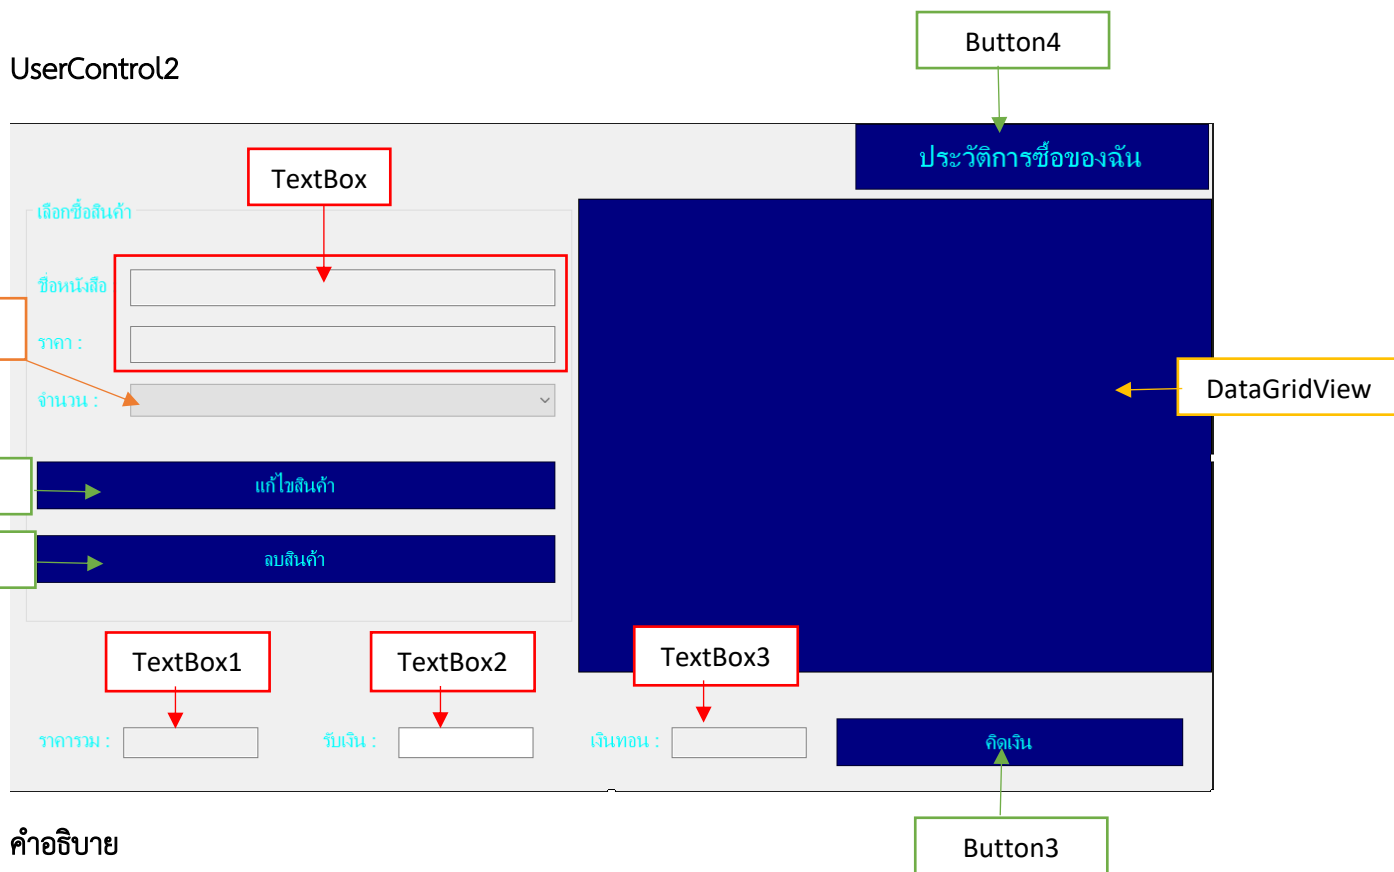 Button4
UserControl2
ประวัติการซื้อของฉัน
TextBox
เลือกซื้อสินค้า
ชื่อหนังสือ
ราคา :
DataGridView
จำนวน :
แก้ไขสินค้า
ลบสินค้า
TextBox1
TextBox2
TextBox3
ราคารวม :
รับเงิน :
เงินทอน :
คิดเงิน
คำอธิบาย
Button3